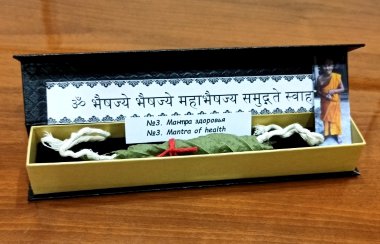 ॐ भैषज्ये भैषज्ये महाभैषज्य समुद्गते स्वाहा
№3. Мантра здоровья
№3. Mantra of health